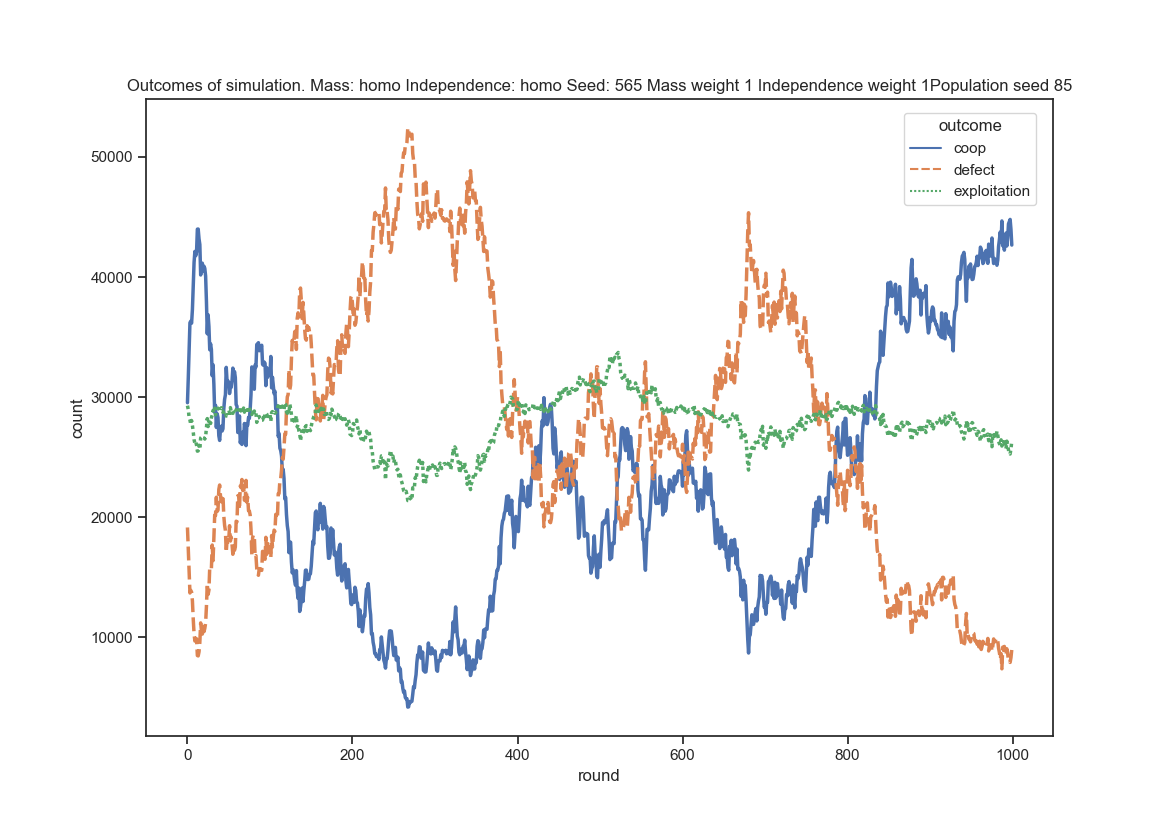 Outcomes of simulation. Mass: homo Independence: homo Seed: 565 Mass weight 1 Independence weight 1Population seed 85
outcome
coop
defect
exploitation
50000
40000
30000
20000
10000
count
0 200 400 600 800 1000
round